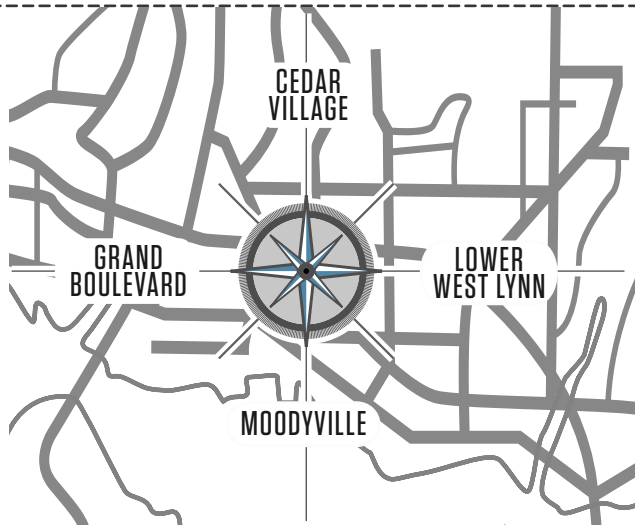 CEDAR
VILLAGE
GRAND
BOULEVARD
LOWER
WEST LYNN
MOODYVILLE